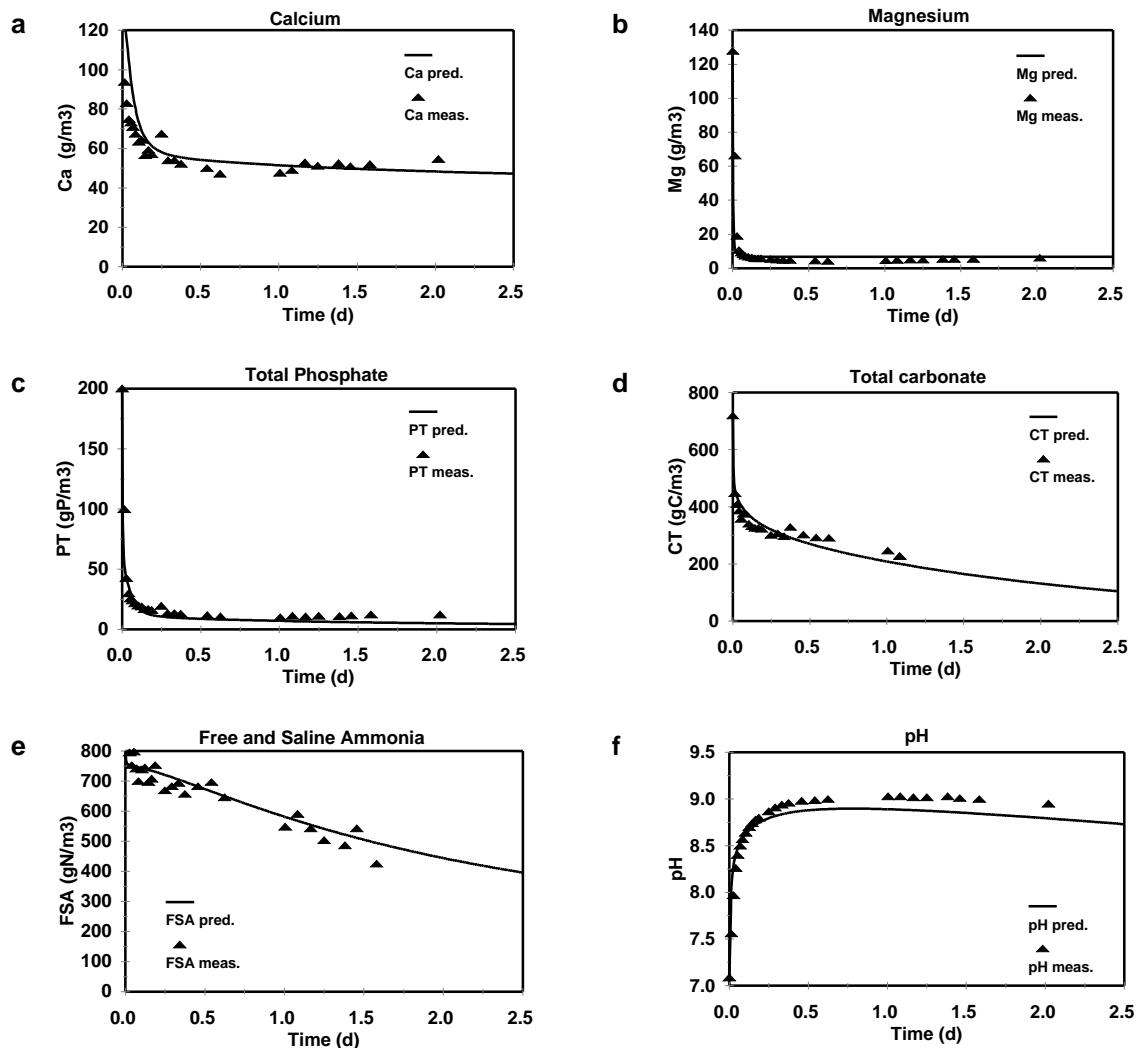 a
Calcium
120
100
80
60
40
20
0
Ca (g/m3)
0.0 0.5 1.0 1.5 2.0 2.5
Time (d)
Ca pred.
Ca meas.
b
Magnesium
140
120
100
80
60
40
20
0
Mg (g/m3)
0.0 0.5 1.0 1.5 2.0 2.5
Time (d)
Mg pred.
Mg meas.
c
Total Phosphate
200
150
100
50
0
PT (gP/m3)
0.0 0.5 1.0 1.5 2.0 2.5
Time (d)
PT pred.
PT meas.
d
Total carbonate
800
600
400
200
0
CT (gC/m3)
0.0 0.5 1.0 1.5 2.0 2.5
Time (d)
CT pred.
CT meas.
e
Free and Saline Ammonia
800
700
600
500
400
300
200
100
0
FSA (gN/m3)
0.0 0.5 1.0 1.5 2.0 2.5
Time (d)
FSA pred.
FSA meas.
f
pH
9.5
9.0
8.5
8.0
7.5
7.0
pH
0.0 0.5 1.0 1.5 2.0 2.5
Time (d)
pH pred.
pH meas.